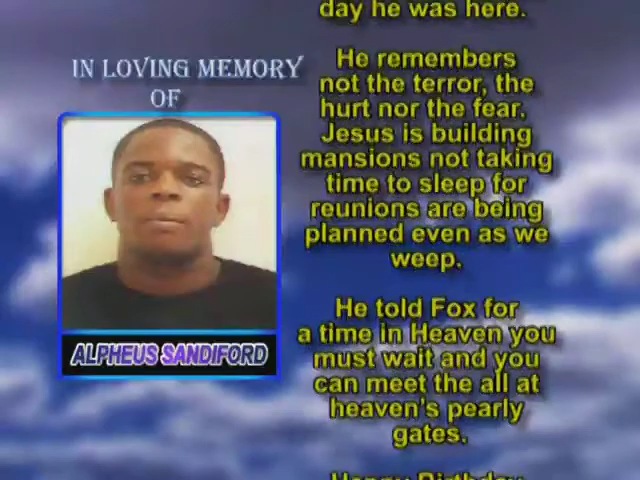 IN LOVING MEMORY
OF
ALPHEUS SANDIFORD
day he was here.
He remembers
not the terror, the
hurt nor the fear.
Jesus is building
mansions not taking
time to sleep for
reunions are being
planned even as we
weep.
He told Fox for
a time in Heaven you
must wait and you
can meet the all at
heaven's pearly
gates.
Happy Birthday